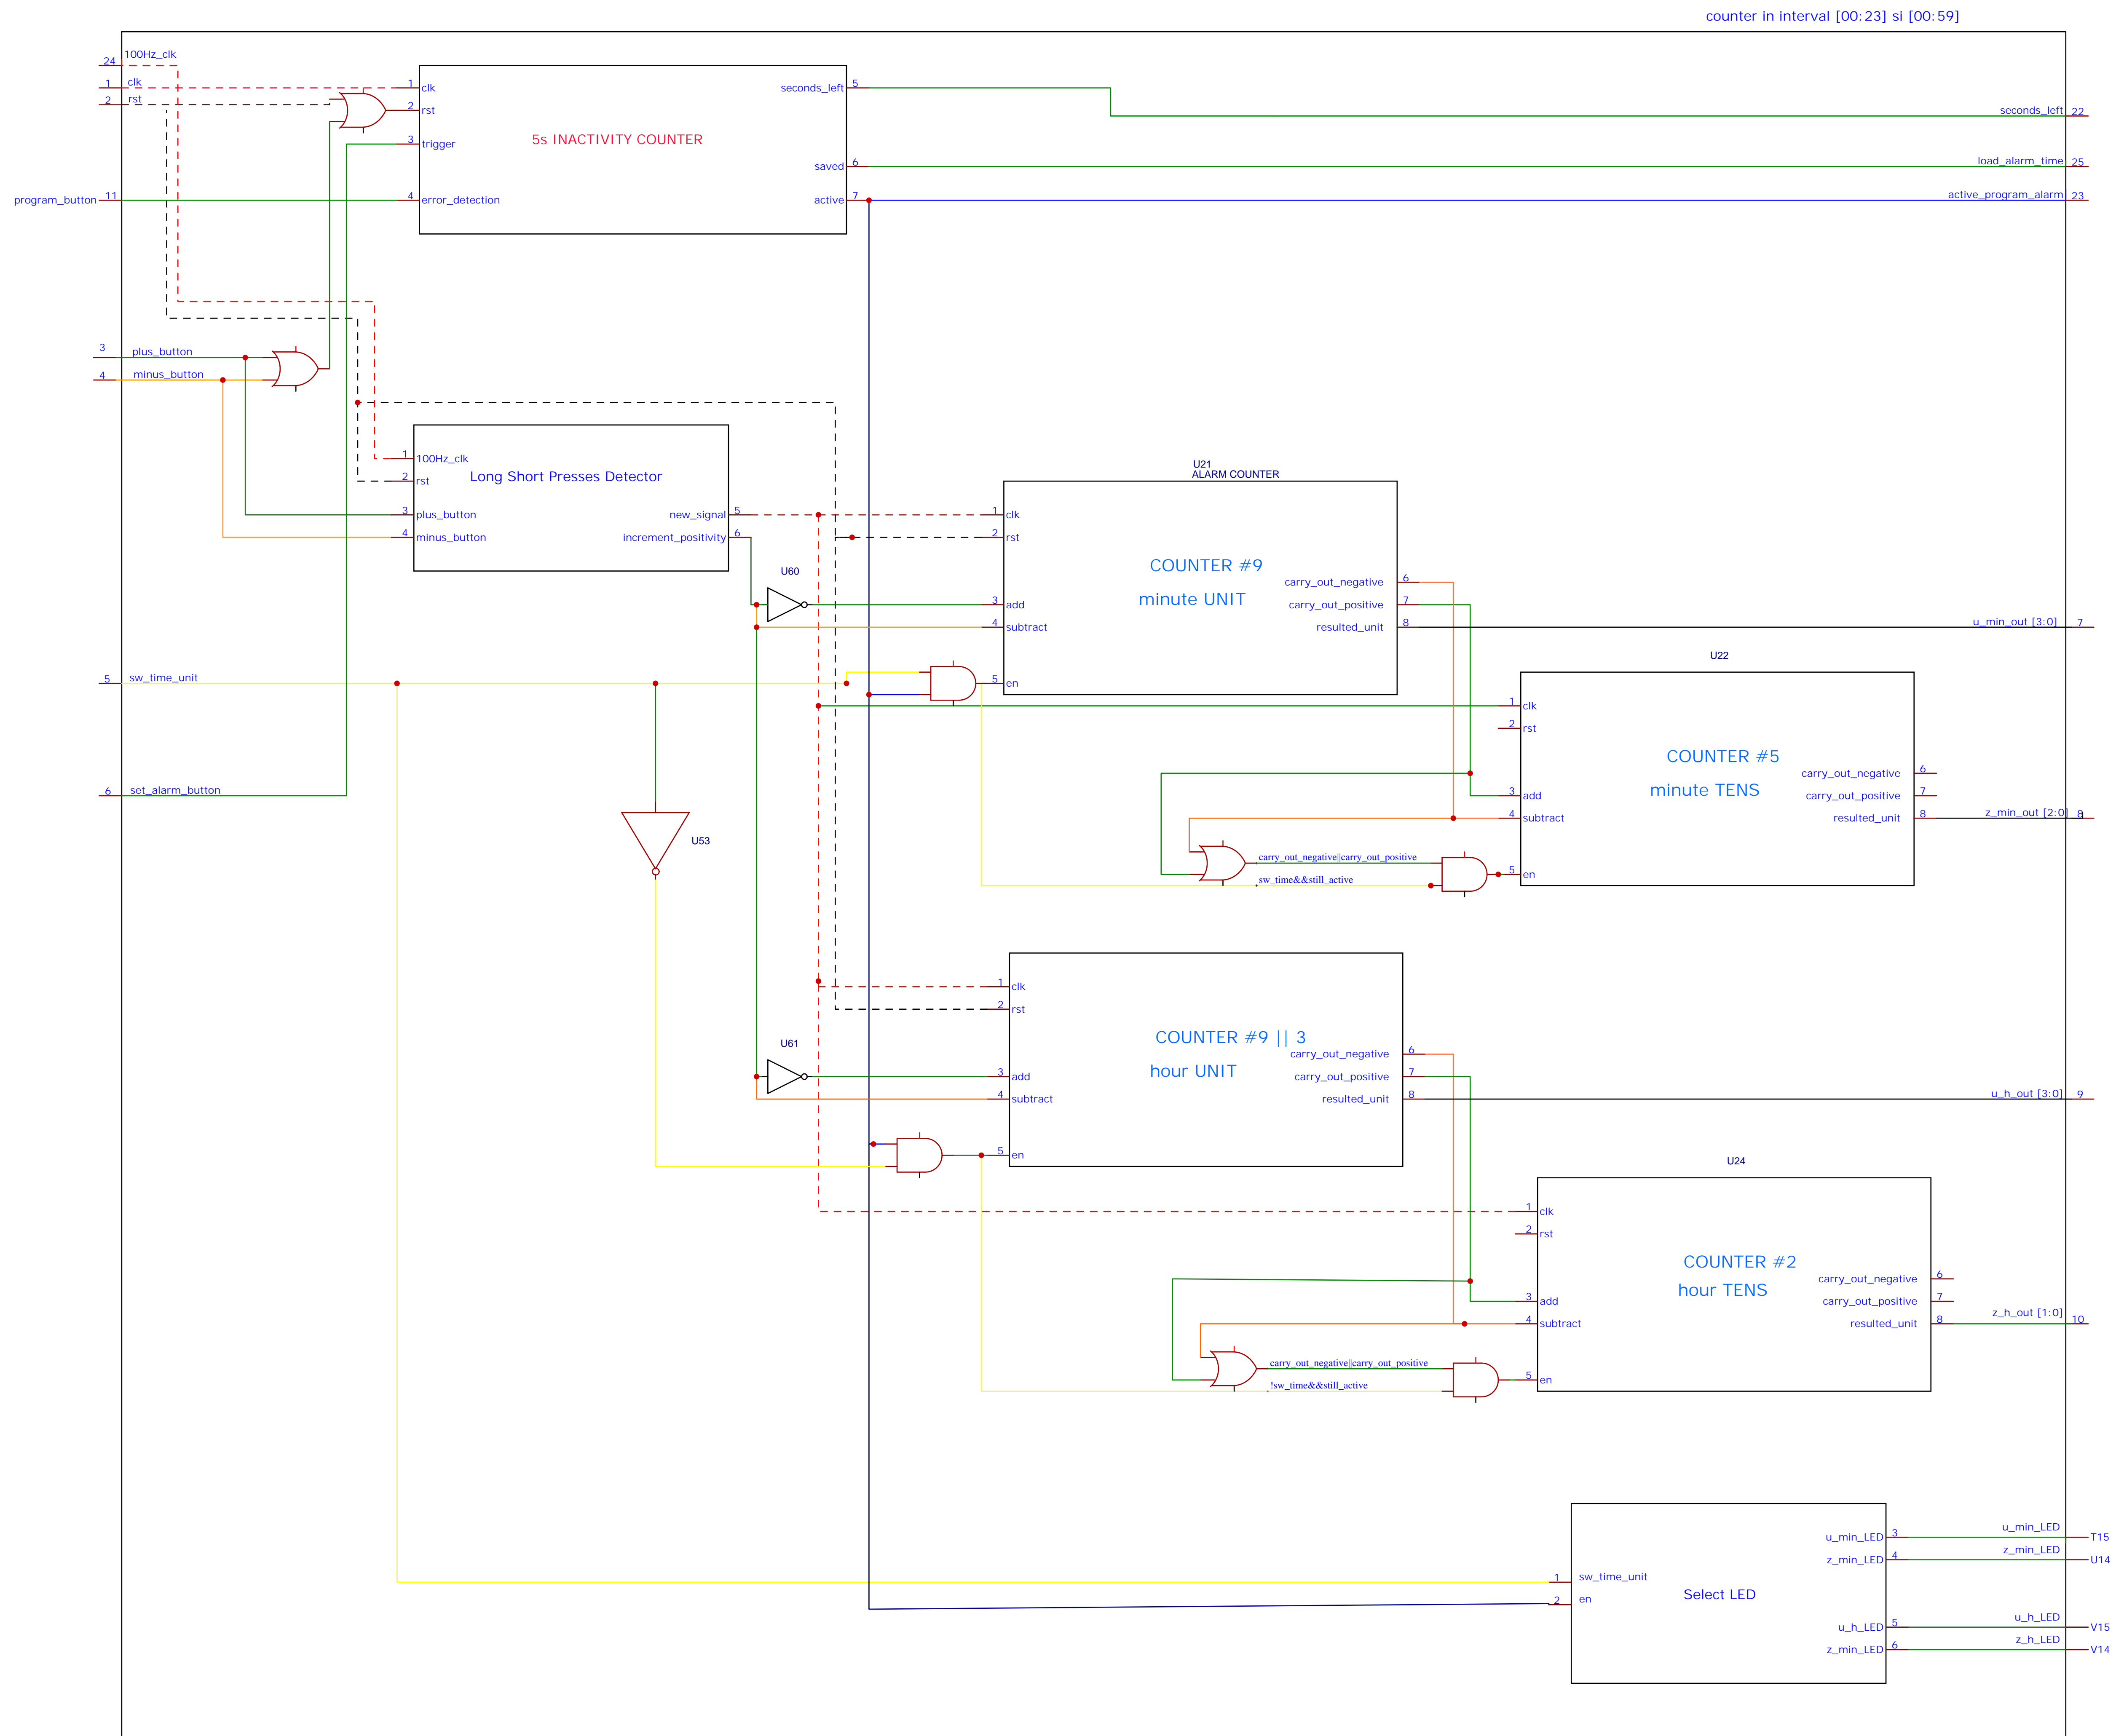 counter in interval [00:23] si [00:59]
24
100Hz_clk
1
clk
2
rst
1
clk
2
rst
3
trigger
4
error_detection
5s INACTIVITY COUNTER
seconds_left
5
saved
6
active
7
seconds_left
22
load_alarm_time
25
active_program_alarm
23
program_button
11
3
plus_button
4
minus_button
1
100Hz_clk
2
rst
3
plus_button
4
minus_button
Long Short Presses Detector
new_signal
5
increment_positivity
6
U60
U21
ALARM COUNTER
1
clk
2
rst
3
add
4
subtract
5
en
COUNTER #9
minute UNIT
carry_out_negative
6
carry_out_positive
7
resulted_unit
8
u_min_out [3:0]
7
5
sw_time_unit
6
set_alarm_button
U53
U22
1
clk
2
rst
3
add
4
subtract
5
en
COUNTER #5
minute TENS
carry_out_negative
6
carry_out_positive
7
resulted_unit
8
z_min_out [2:0]
8
carry_out_negative||carry_out_positive
sw_time&&still_active
U61
1
clk
2
rst
3
add
4
subtract
5
en
COUNTER #9 || 3
hour UNIT
carry_out_negative
6
carry_out_positive
7
resulted_unit
8
u_h_out [3:0]
9
U24
1
clk
2
rst
3
add
4
subtract
5
en
COUNTER #2
hour TENS
carry_out_negative
6
carry_out_positive
7
resulted_unit
8
z_h_out [1:0]
10
carry_out_negative||carry_out_positive
!sw_time&&still_active
1
sw_time_unit
2
en
Select LED
u_min_LED
3
z_min_LED
4
u_h_LED
5
z_min_LED
6
u_min_LED
T15
z_min_LED
U14
u_h_LED
V15
z_h_LED
V14